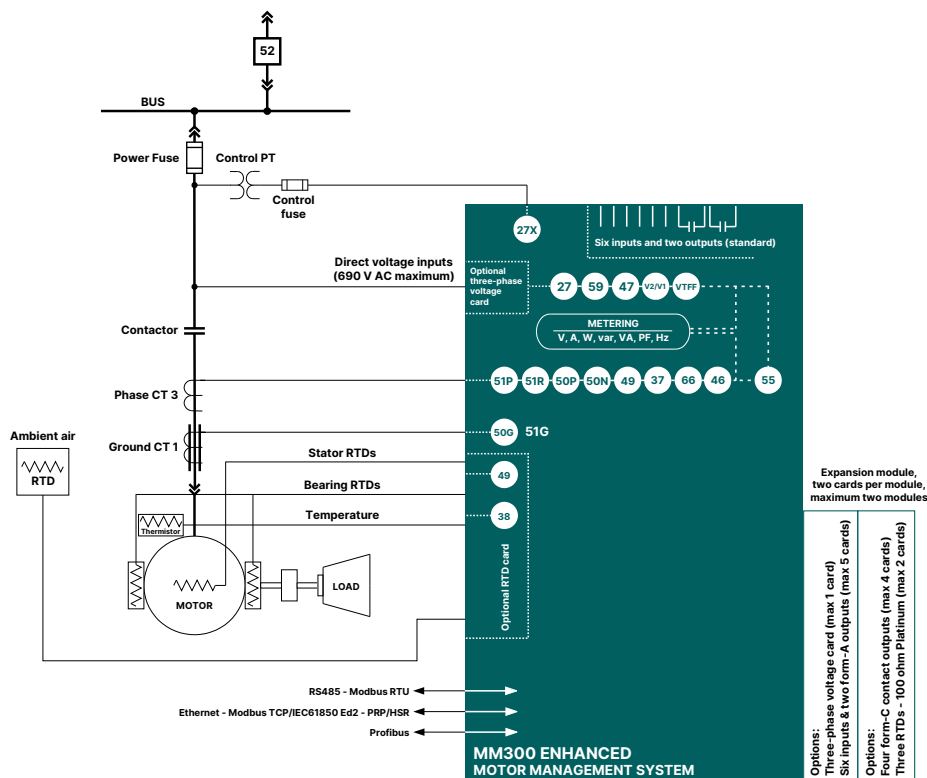 52
BUS
Power Fuse
Control PT
Control
fuse
27X
Six inputs and two outputs (standard)
Direct voltage inputs
(690 V AC maximum)
Optional
three-phase
voltage
card
27
59
47
V2/V1
VTFF
METERING
V, A, W, var, VA, PF, Hz
Contactor
Phase CT 3
51P
51R
50P
50N
49
37
66
46
55
Ground CT 1
50G
51G
Ambient air
RTD
Stator RTDs
49
Bearing RTDs
Temperature
38
Thermistor
MOTOR
LOAD
Optional RTD card
Expansion module,
two cards per module,
maximum two modules
Options:
Three-phase voltage card (max 1 card)
Six inputs & two form-A outputs (max 5 cards)
Options:
Four form-C contact outputs (max 4 cards)
Three RTDs - 100 ohm Platinum (max 2 cards)
RS485 - Modbus RTU
Ethernet - Modbus TCP/IEC61850 Ed2 - PRP/HSR
Profibus
MM300 ENHANCED
MOTOR MANAGEMENT SYSTEM